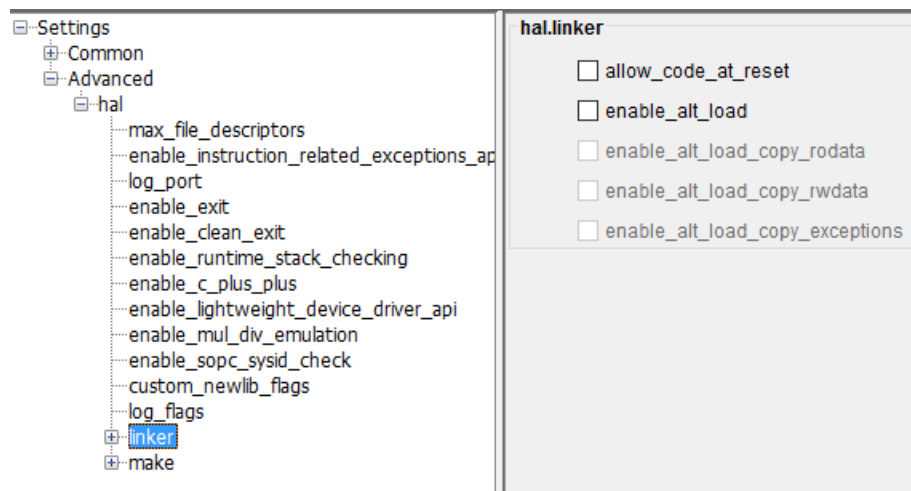 Settings
Common
Advanced
hal
max_file_descriptors
enable_instruction_related_exceptions_ap
log_port
enable_exit
enable_clean_exit
enable_runtime_stack_checking
enable_c_plus_plus
enable_lightweight_device_driver_api
enable_mul_div_emulation
enable_sopc_sysid_check
custom_newlib_flags
log_flags
linker
make
hal.linker
allow_code_at_reset
enable_alt_load
enable_alt_load_copy_rodata
enable_alt_load_copy_rwdata
enable_alt_load_copy_exceptions